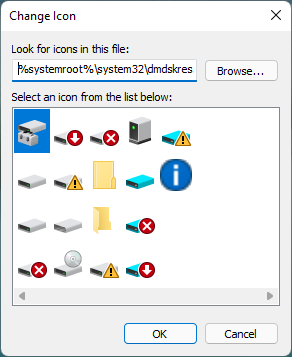 Change Icon
Look for icons in this file:
%systemroot%\system32\dmdskres
Browse...
Select an icon from the list below:
OK
Cancel